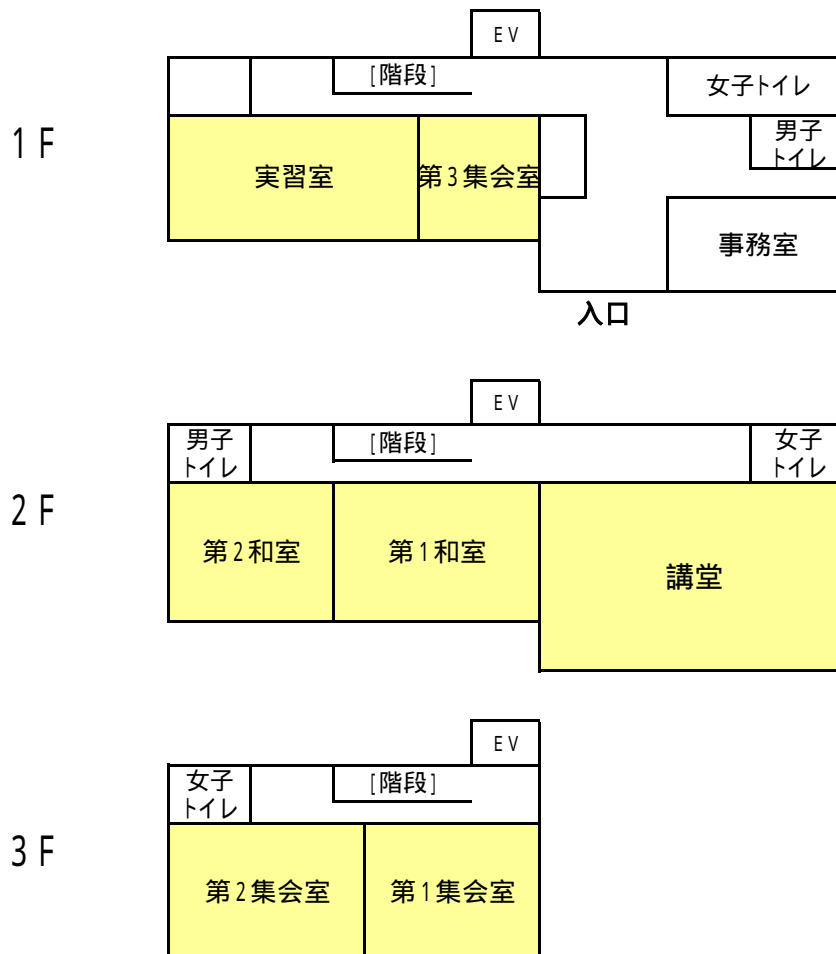 EV
[階段]
女子トイレ
1F
男子
トイレ
実習室
第3集会室
事務室
入口
EV
男子
トイレ
[階段]
女子
トイレ
2F
第2和室
第1和室
講堂
EV
女子
トイレ
[階段]
3F
第2集会室
第1集会室